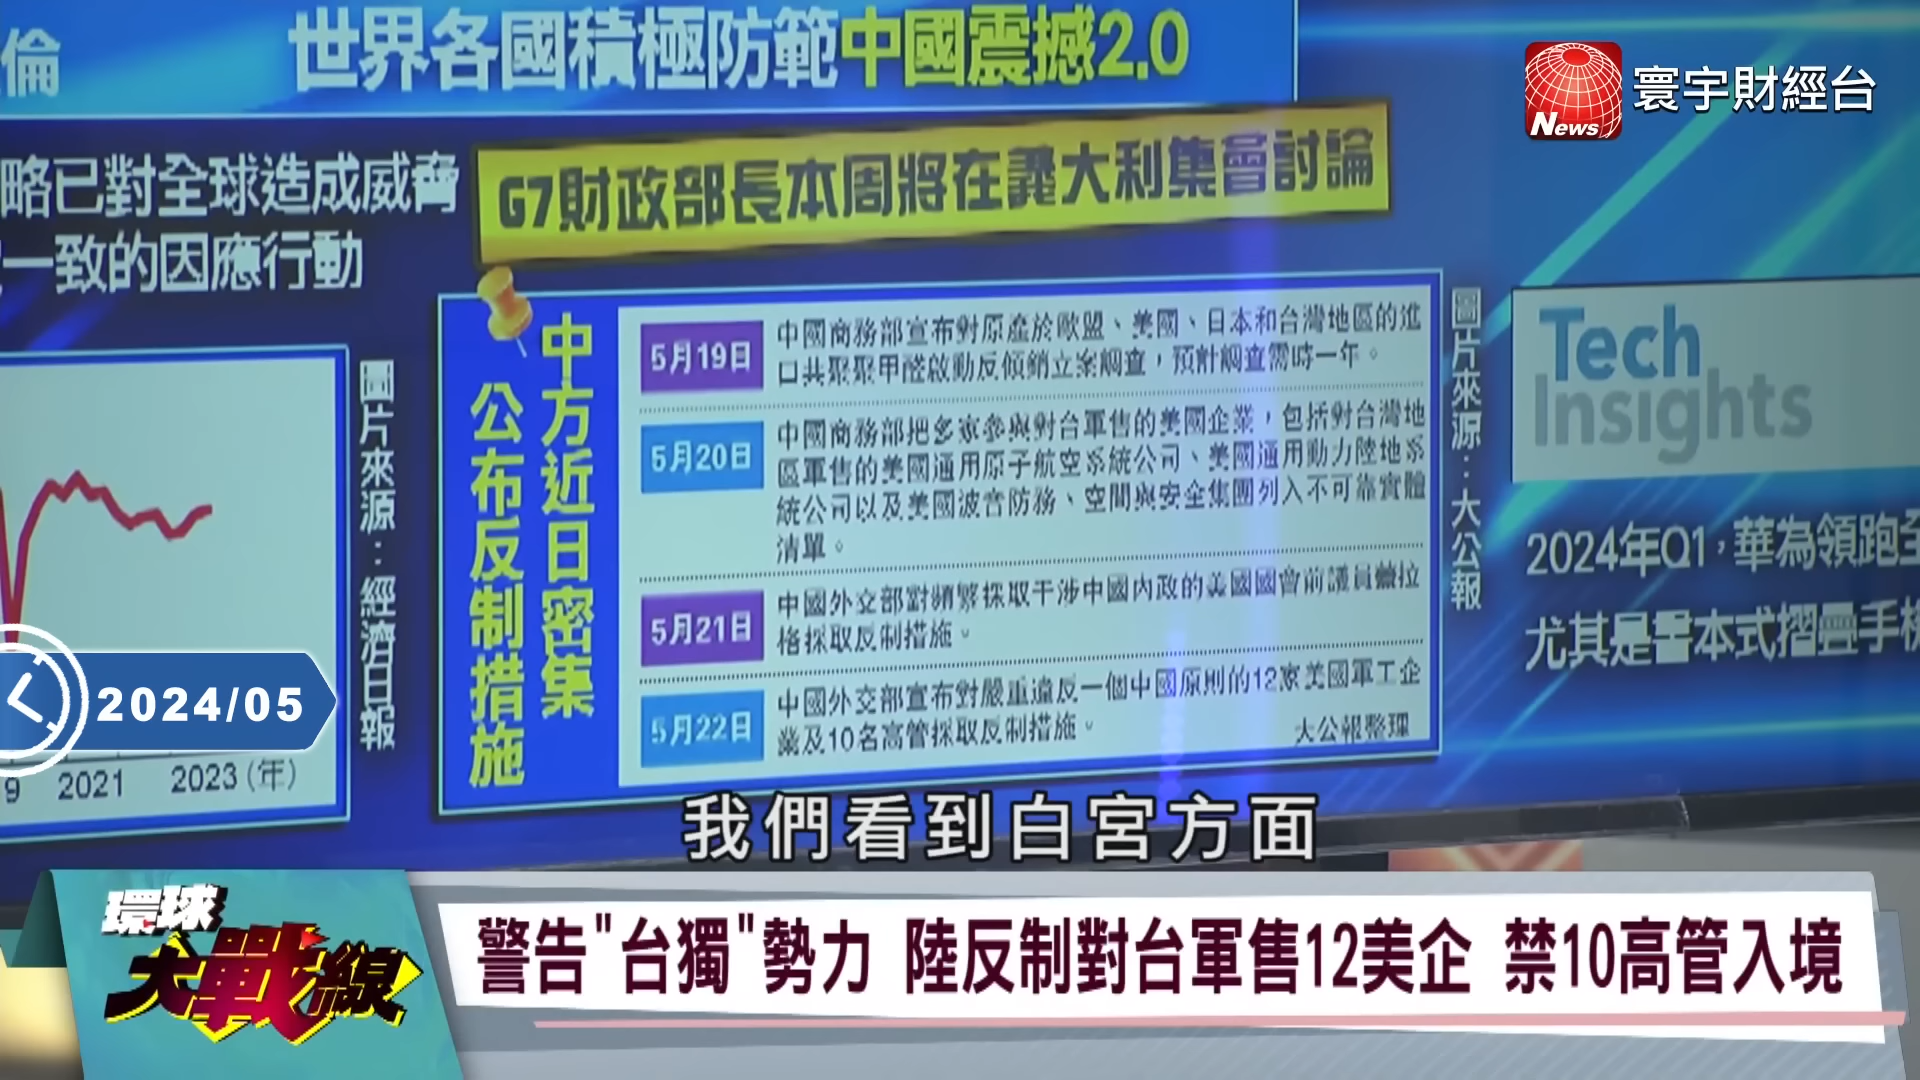 倫
世界各國積極防範中國震撼2.0
News
寰宇財經台
略已對全球造成威脅
一致的因應行動
G7財政部長本周將在義大利集會討論
中方近日密集
公布反制措施
5月19日
中國商務部宣布對原產於歐盟、美國、日本和台灣地區的進
口共聚聚甲醛啟動反傾銷立案調查，預計調查需時一年。
5月20日
中國商務部把多家參與對台軍售的美國企業，包括對台灣地
區軍售的美國通用原子航空系統公司、美國通用動力陸地系
統公司以及美國波音防務、空間與安全集團列入不可靠實體
清單。
5月21日
中國外交部對頻繁採取干涉中國內政的美國國會前議員 拉
格採取反制措施。
5月22日
中國外交部宣布對嚴重違反一個中國原則的12家美國軍工企
業及10名高管採取反制措施。
大公報整理
圖片來源：經濟日報
圖片來源：大公報
9 2021 2023(年)
Tech
Insights
2024年Q1，華為領跑
尤其是書本式摺疊手
2024/05
我們看到白宮方面
環球
大戰線
警告"台獨"勢力 陸反制對台軍售12美企 禁10高管入境